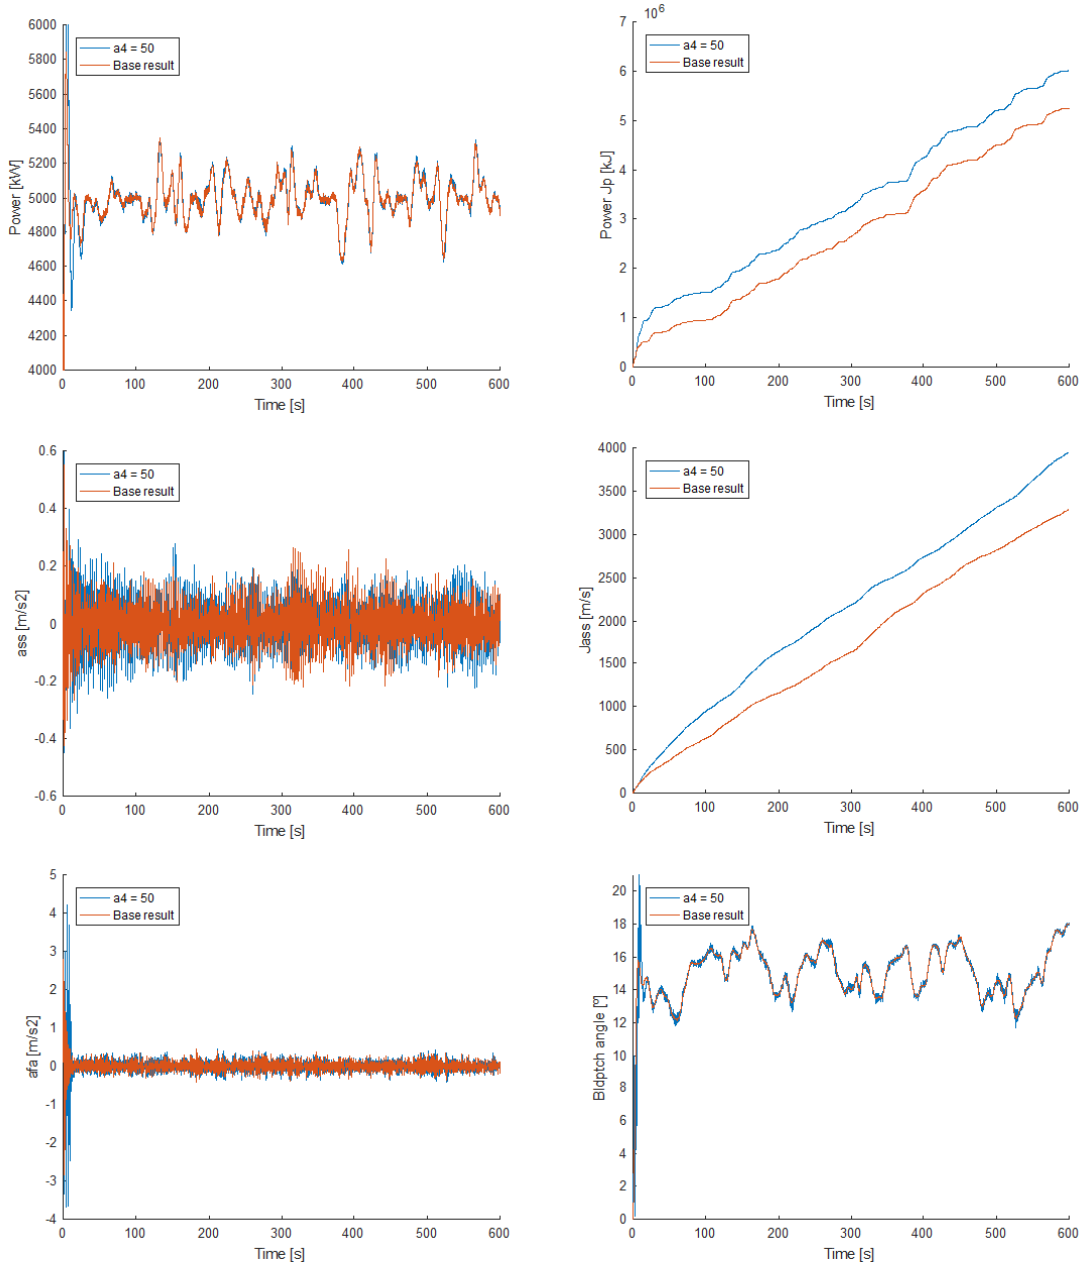 6000
5800
5600
5400
5200
5000
4800
4600
4400
4200
4000
Power [kW]
a4 = 50
Base result
0 100 200 300 400 500 600
Time [s]
7 ×10^6
6
5
4
3
2
1
0
Power Jp [kJ]
a4 = 50
Base result
0 100 200 300 400 500 600
Time [s]
0.6
0.4
0.2
0
-0.2
-0.4
-0.6
ass [m/s2]
a4 = 50
Base result
0 100 200 300 400 500 600
Time [s]
4000
3500
3000
2500
2000
1500
1000
500
0
Jass [m/s]
a4 = 50
Base result
0 100 200 300 400 500 600
Time [s]
5
4
3
2
1
0
-1
-2
-3
-4
afa [m/s2]
a4 = 50
Base result
0 100 200 300 400 500 600
Time [s]
20
18
16
14
12
10
8
6
4
2
0
Bldptch angle [º]
a4 = 50
Base result
0 100 200 300 400 500 600
Time [s]